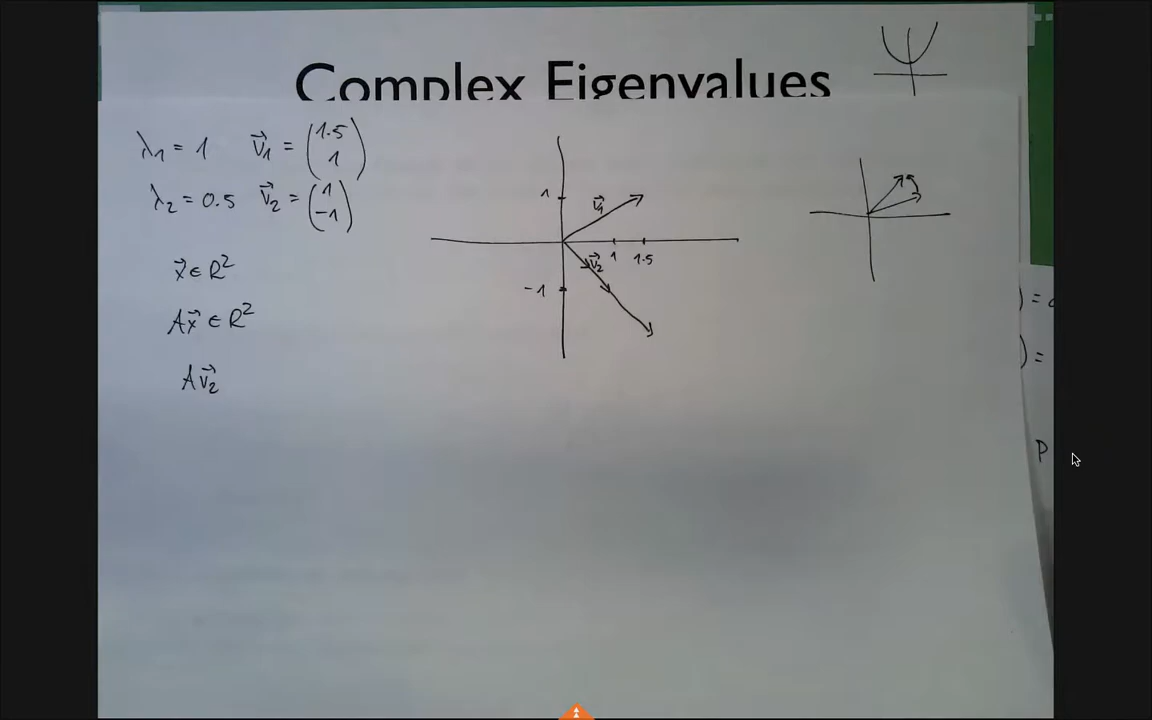 Complex Eigenvalues
λ₁ = 1 v⃗₁ = (1.5 1)
λ₂ = 0.5 v⃗₂ = (1 -1)
x⃗ ∈ R²
Ax⃗ ∈ R²
Av⃗₂
1
v⃗₁
1 1.5
v⃗₂
-1
) =
) =
P